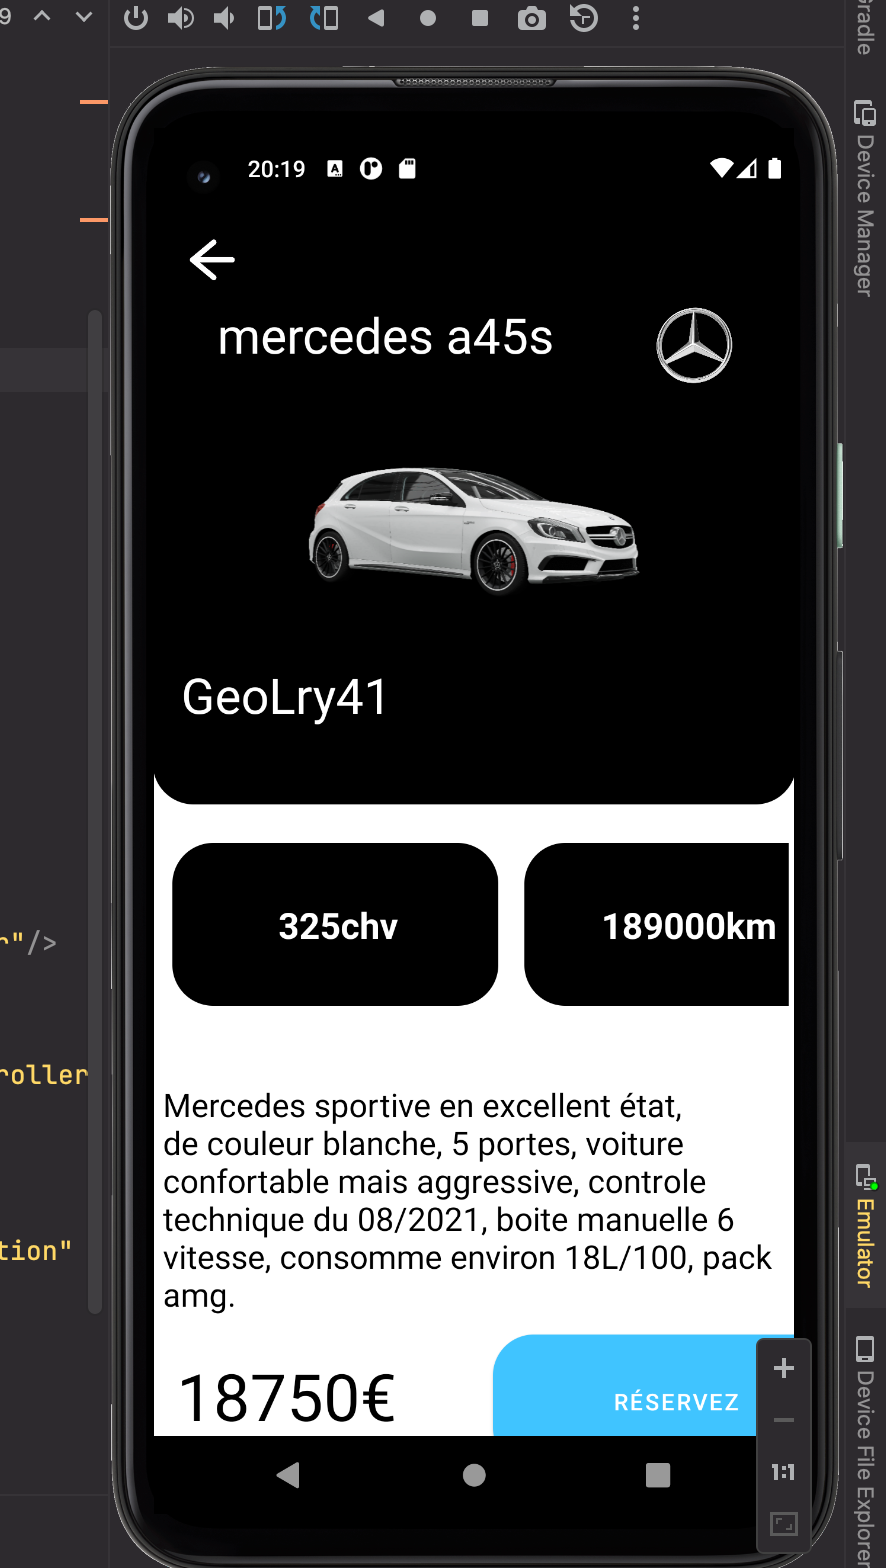 9
Gradle
Device Manager
20:19
A
mercedes a45s
GeoLry41
325chv
189000km
r"/>
roller
Mercedes sportive en excellent état,
de couleur blanche, 5 portes, voiture
confortable mais aggressive, controle
technique du 08/2021, boite manuelle 6
vitesse, consomme environ 18L/100, pack
amg.
tion"
Emulator
18750€
RÉSERVEZ
1:1
Device File Explorer